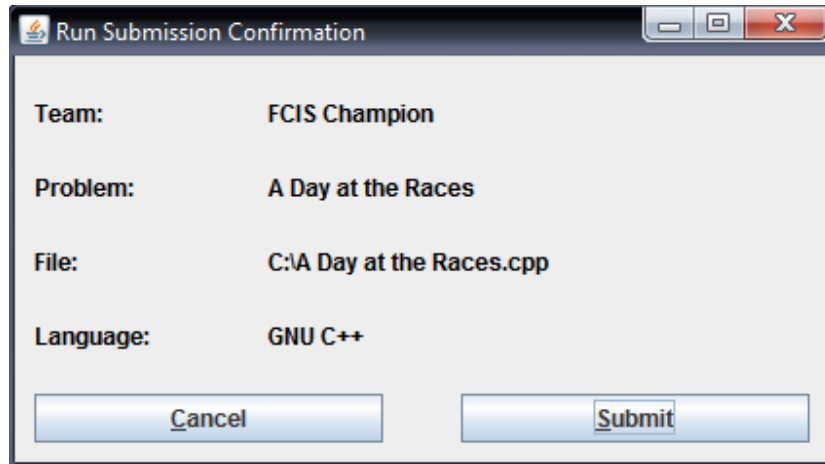 Run Submission Confirmation
Team: FCIS Champion
Problem: A Day at the Races
File: C:\A Day at the Races.cpp
Language: GNU C++
Cancel Submit